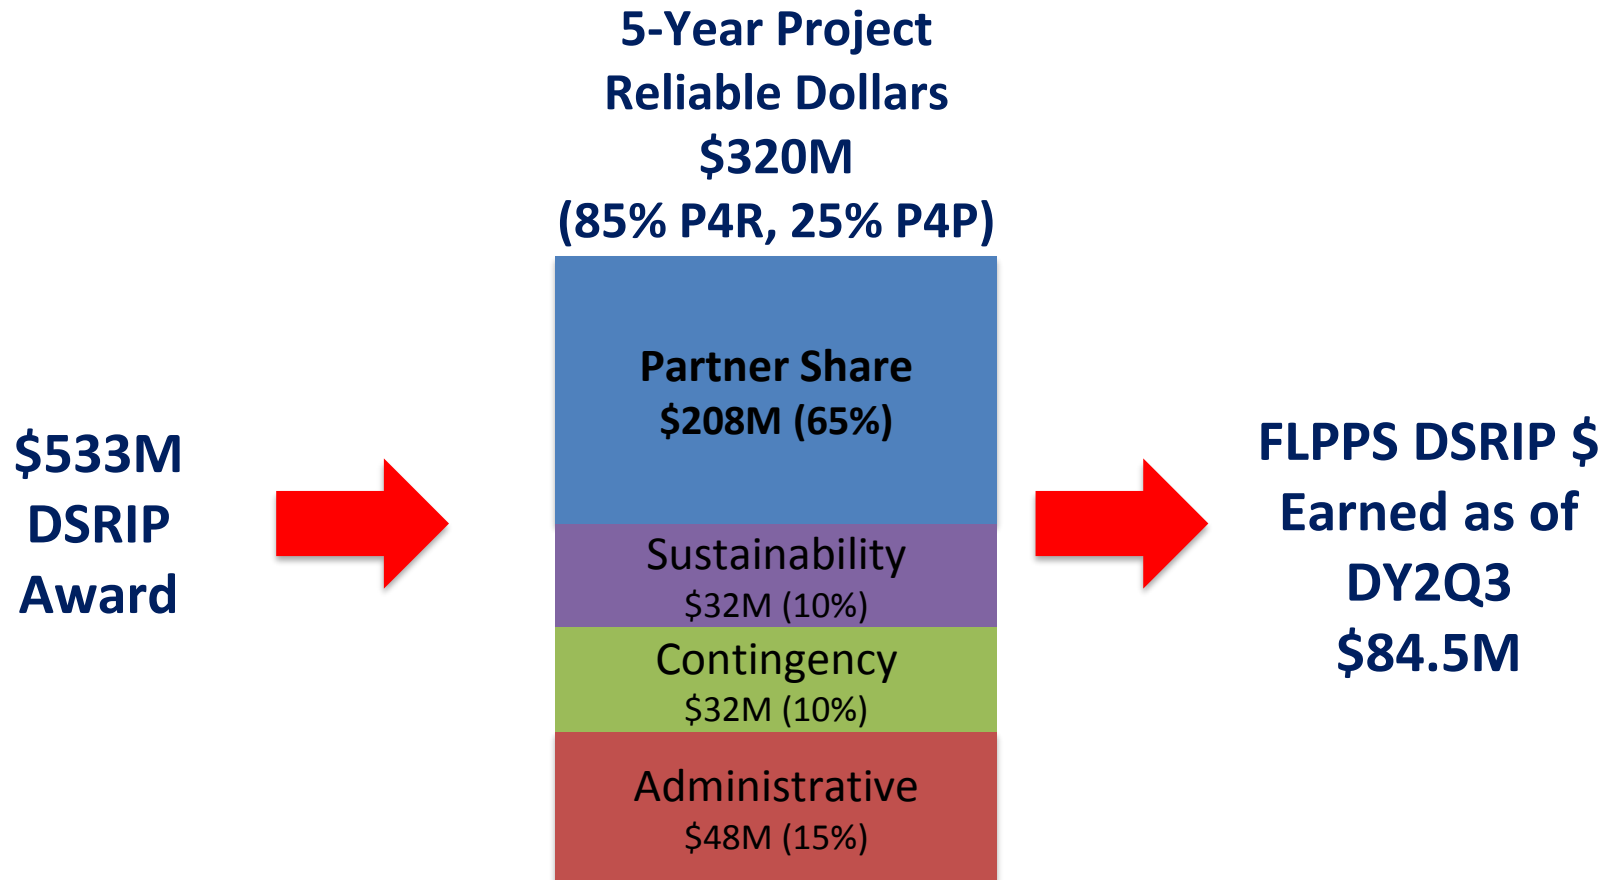 $533M
DSRIP
Award
5-Year Project
Reliable Dollars
$320M
(85% P4R, 25% P4P)
Partner Share
$208M (65%)
Sustainability
$32M (10%)
Contingency
$32M (10%)
Administrative
$48M (15%)
FLPPS DSRIP $
Earned as of
DY2Q3
$84.5M